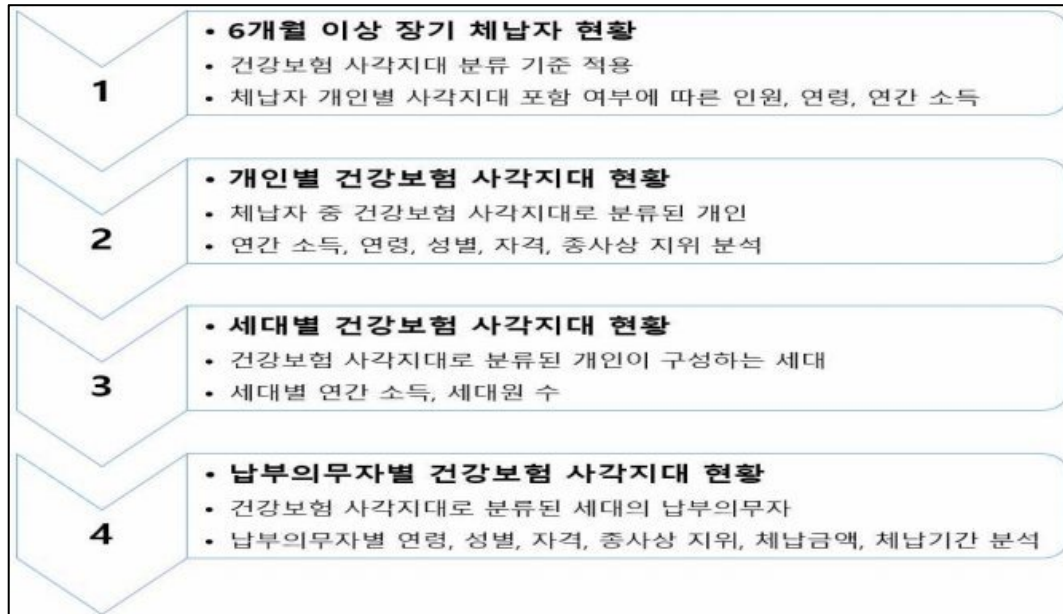 1
• 6개월 이상 장기 체납자 현황
• 건강보험 사각지대 분류 기준 적용
• 체납자 개인별 사각지대 포함 여부에 따른 인원, 연령, 연간 소득
2
• 개인별 건강보험 사각지대 현황
• 체납자 중 건강보험 사각지대로 분류된 개인
• 연간 소득, 연령, 성별, 자격, 종사상 지위 분석
3
• 세대별 건강보험 사각지대 현황
• 건강보험 사각지대로 분류된 개인이 구성하는 세대
• 세대별 연간 소득, 세대원 수
4
• 납부의무자별 건강보험 사각지대 현황
• 건강보험 사각지대로 분류된 세대의 납부의무자
• 납부의무자별 연령, 성별, 자격, 종사상 지위, 체납금액, 체납기간 분석